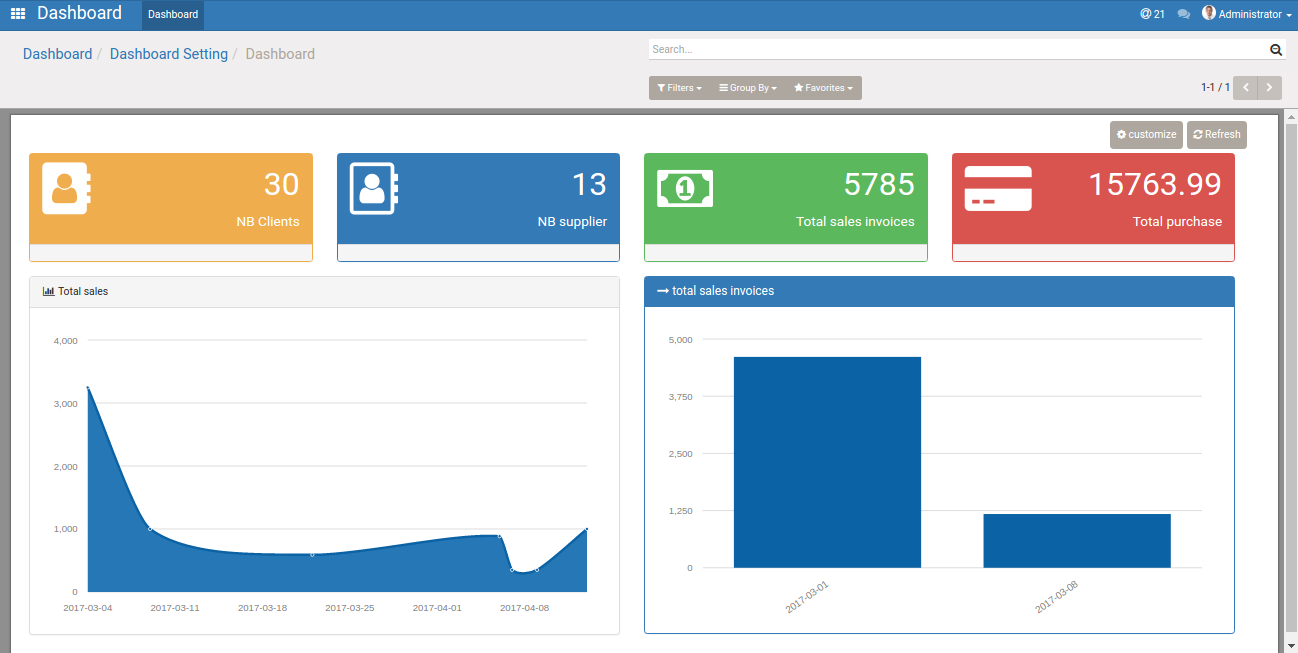 Dashboard Dashboard @ 21 Administrator
Dashboard / Dashboard Setting / Dashboard Search...
Filters Group By Favorites 1-1 / 1
customize Refresh
30
NB Clients
13
NB supplier
1
5785
Total sales invoices
15763.99
Total purchase
Total sales
4,000
3,000
2,000
1,000
0
2017-03-04 2017-03-11 2017-03-18 2017-03-25 2017-04-01 2017-04-08
total sales invoices
5,000
3,750
2,500
1,250
0
2017-03-01 2017-03-08